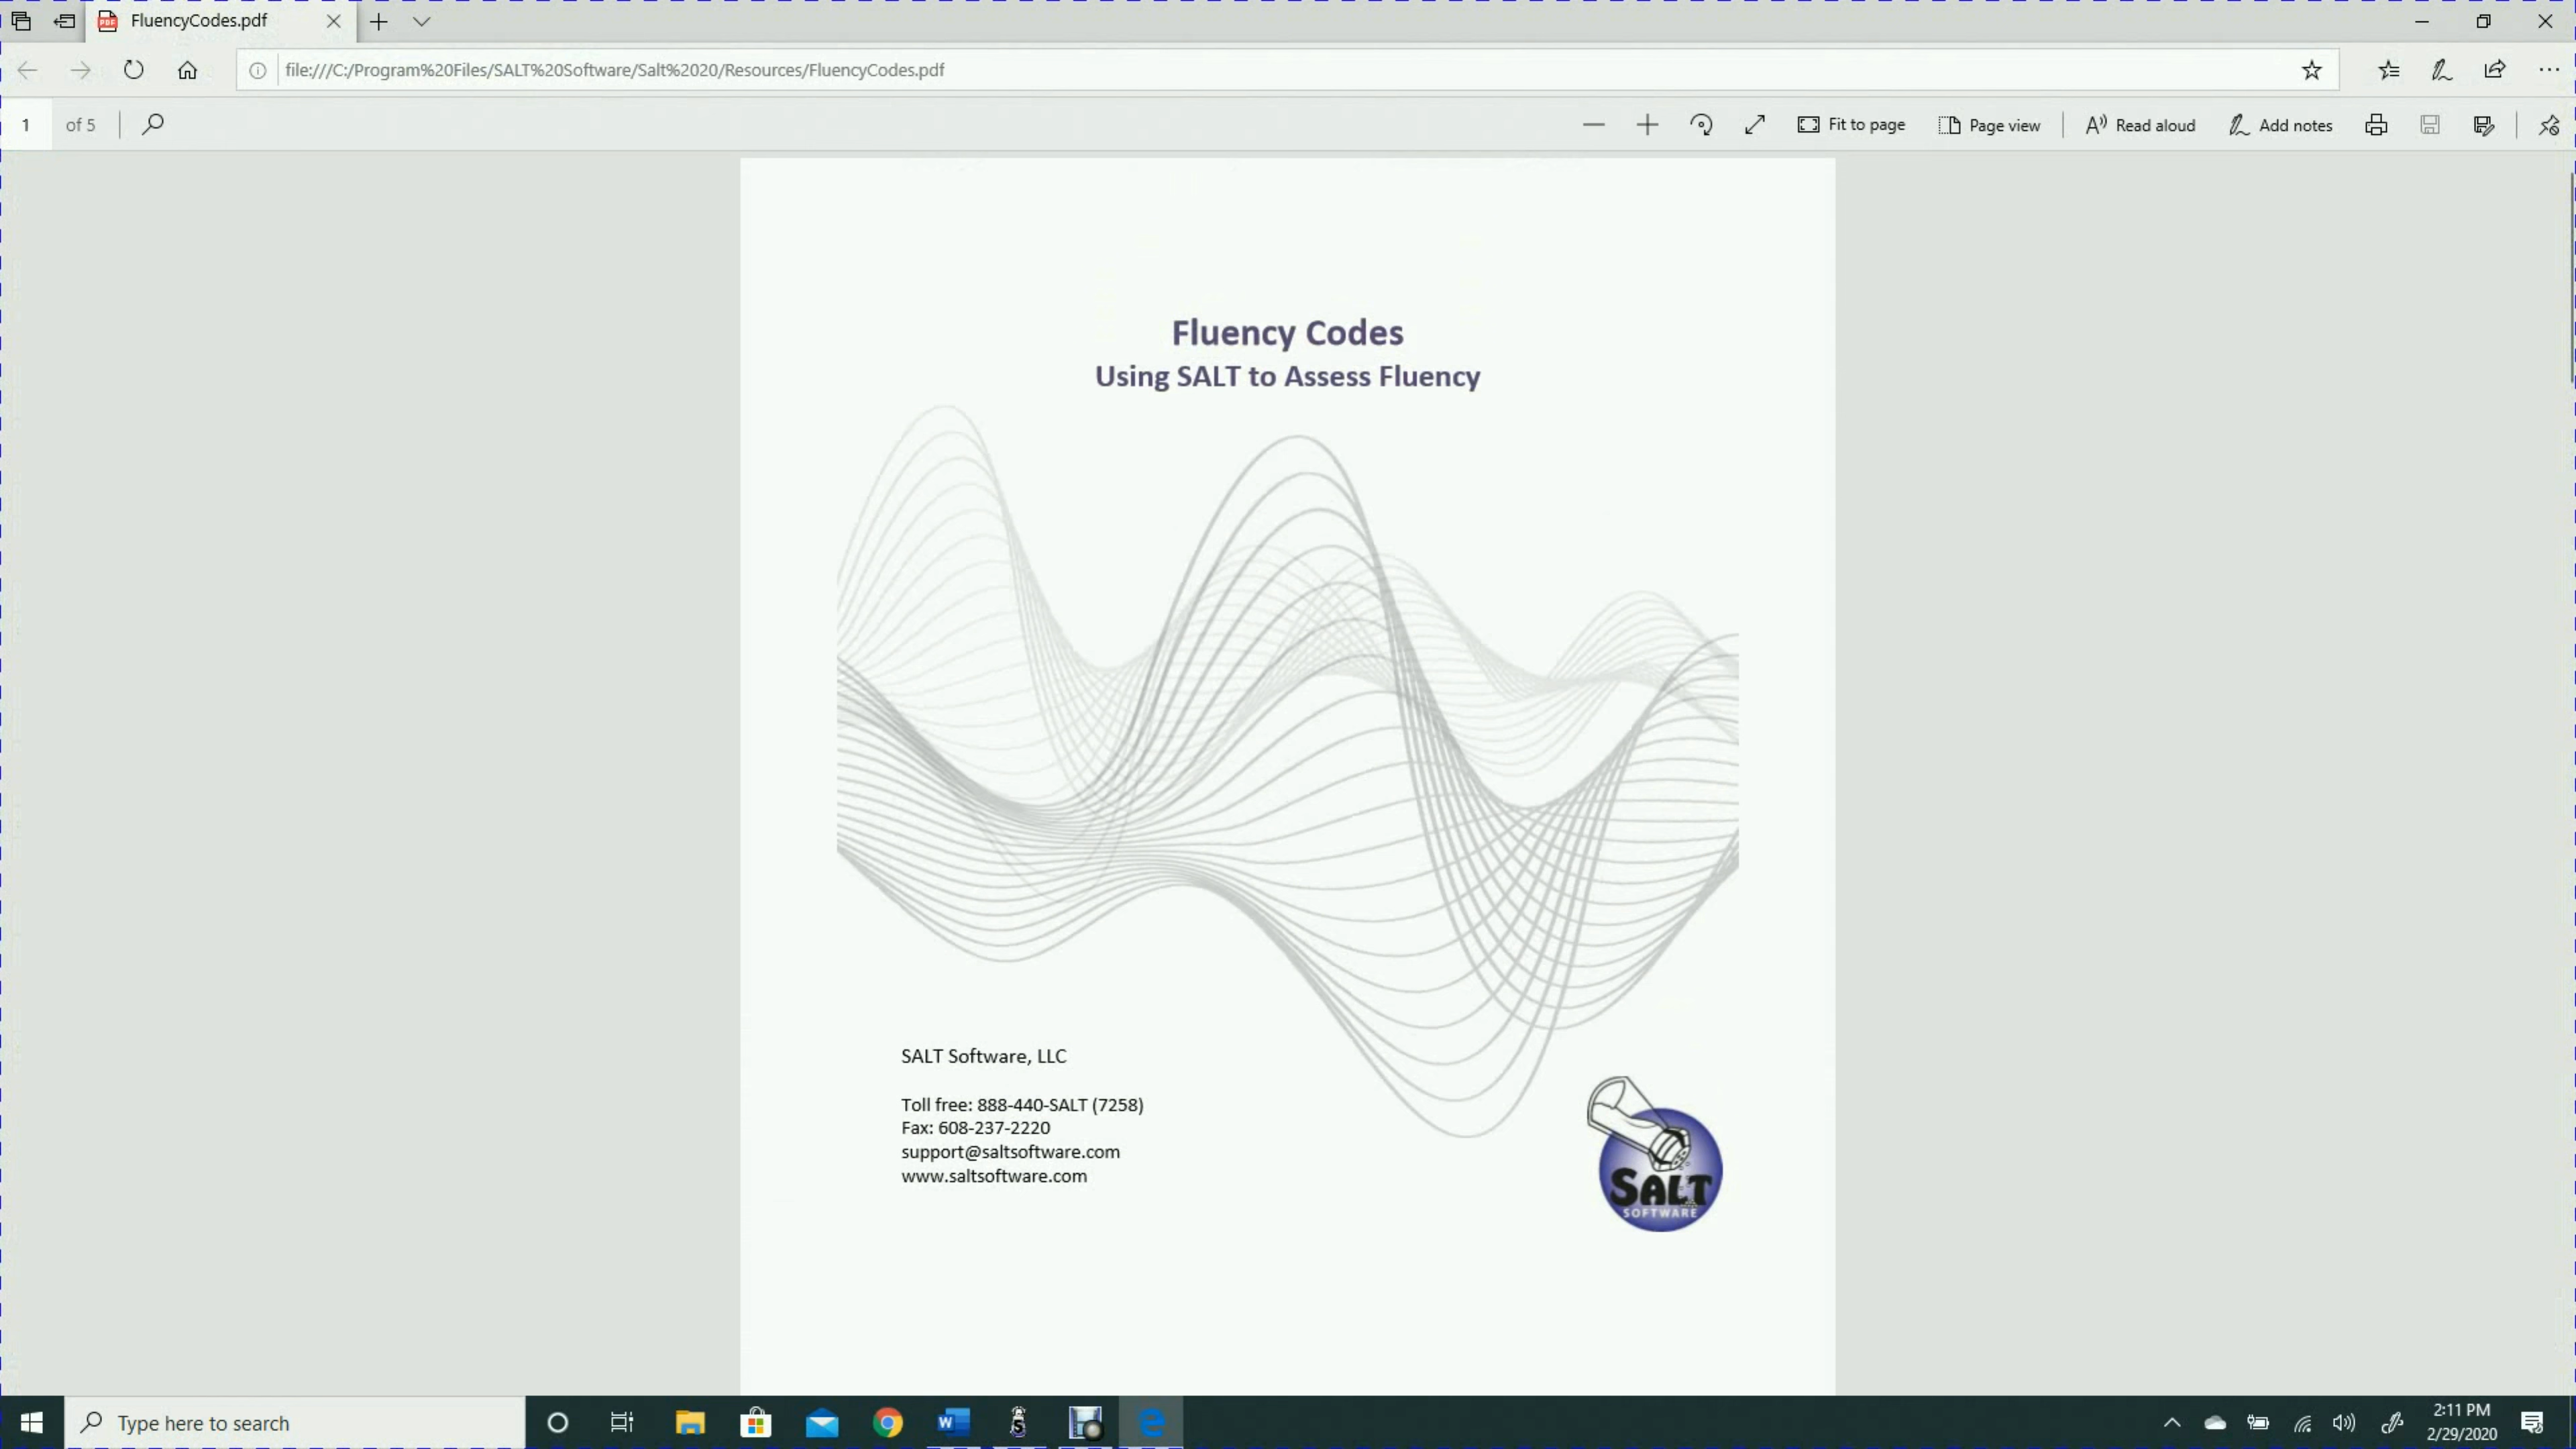 FluencyCodes.pdf
file:///C:/Program%20Files/SALT%20Software/Salt%2020/Resources/FluencyCodes.pdf
1 of 5
Fit to page
Page view
Read aloud
Add notes
Fluency Codes
Using SALT to Assess Fluency
SALT Software, LLC
Toll free: 888-440-SALT (7258)
Fax: 608-237-2220
support@saltsoftware.com
www.saltsoftware.com
SALT
SOFTWARE
Type here to search
2:11 PM
2/29/2020